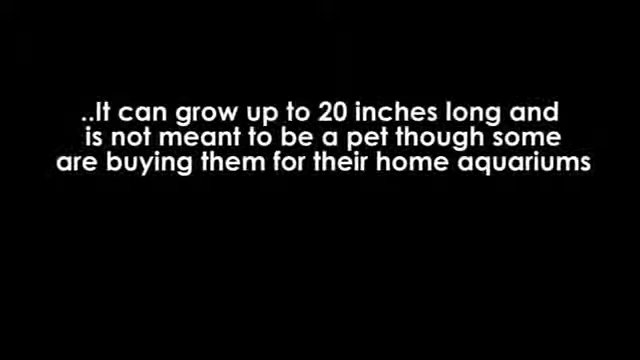 ..It can grow up to 20 inches long and
is not meant to be a pet though some
are buying them for their home aquariums